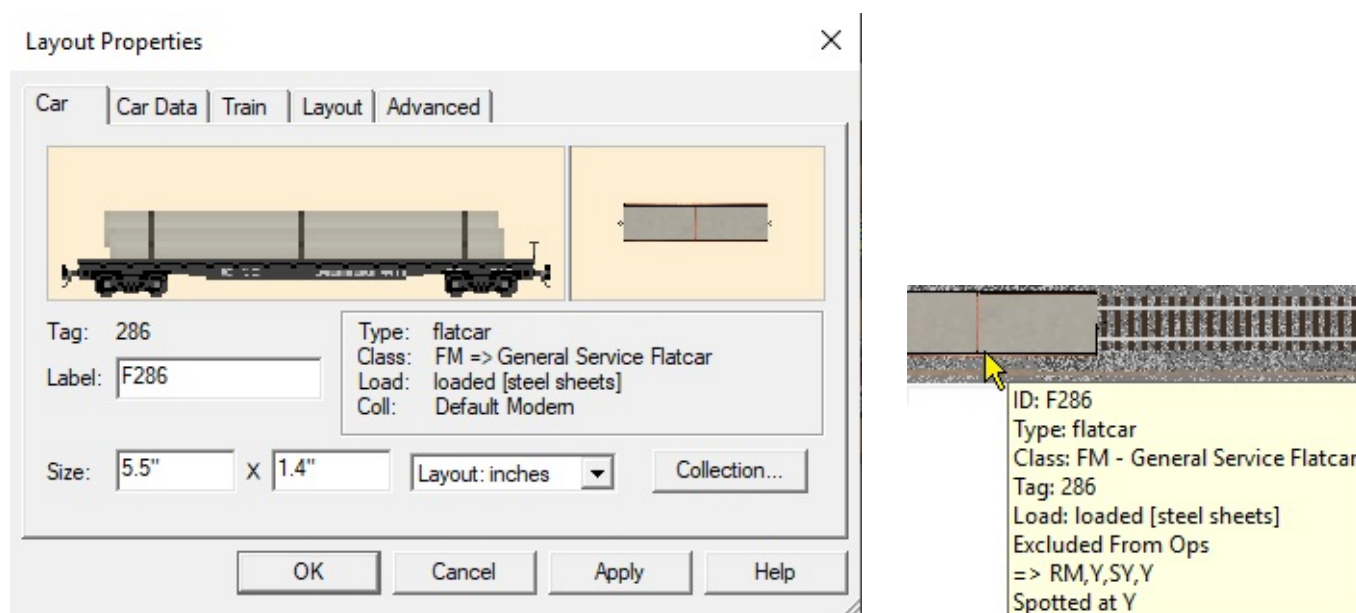 Layout Properties
Car Car Data Train Layout Advanced
Tag: 286
Label: F286
Type: flatcar
Class: FM => General Service Flatcar
Load: loaded [steel sheets]
Coll: Default Modern
Size: 5.5" X 1.4" Layout: inches Collection...
OK Cancel Apply Help
ID: F286
Type: flatcar
Class: FM - General Service Flatcar
Tag: 286
Load: loaded [steel sheets]
Excluded From Ops
=> RM,Y,SY,Y
Spotted at Y